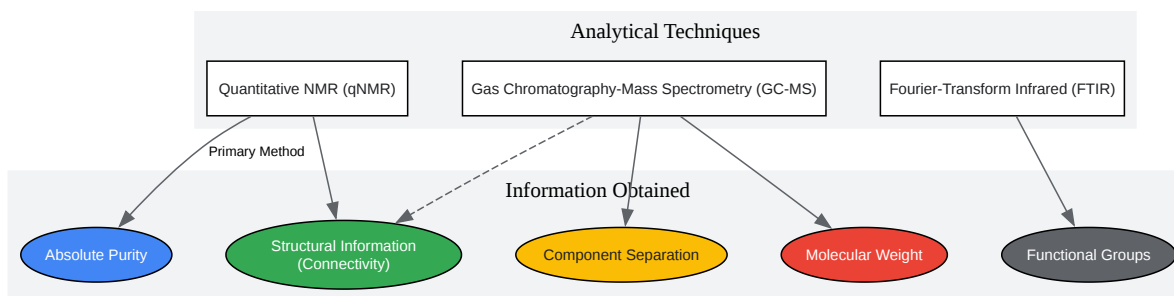 Analytical Techniques
Quantitative NMR (qNMR)
Gas Chromatography-Mass Spectrometry (GC-MS)
Fourier-Transform Infrared (FTIR)
Primary Method
Information Obtained
Absolute Purity
Structural Information
(Connectivity)
Component Separation
Molecular Weight
Functional Groups